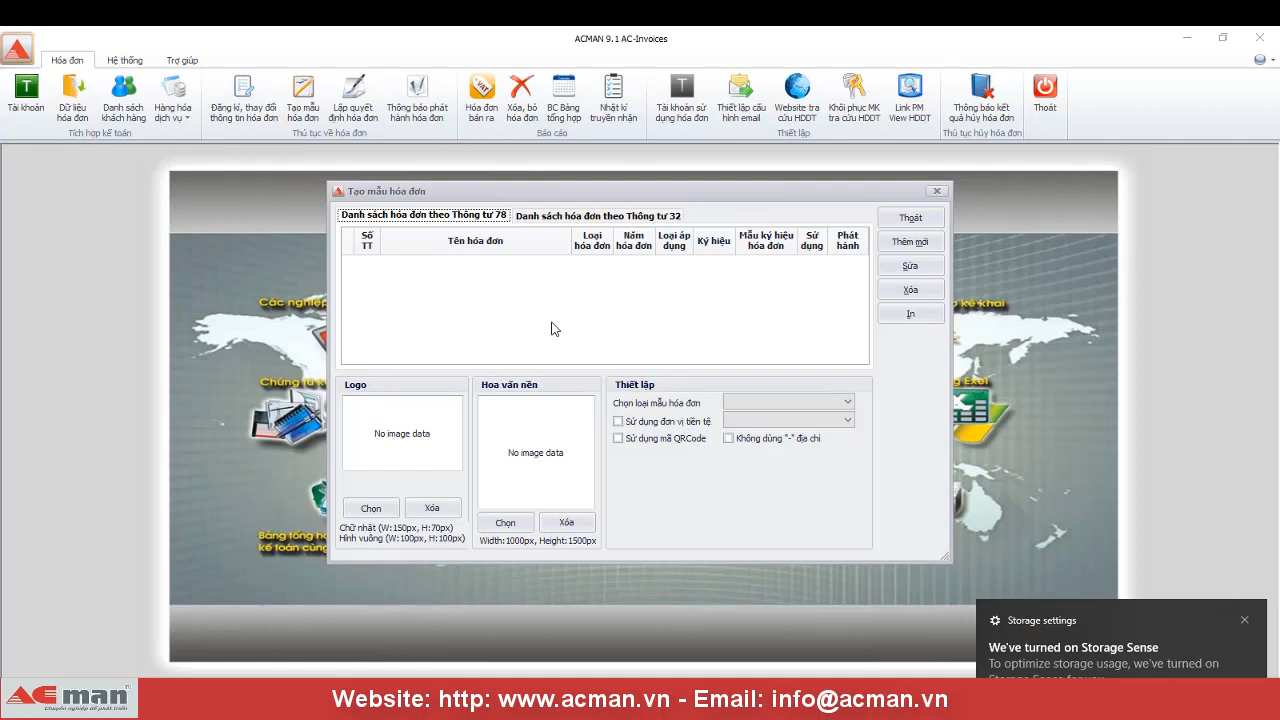 ACMAN 9.1 AC-Invoices
Hóa đơn
Hệ thống
Trợ giúp
T
Tài khoản
Dữ liệu
hóa đơn
Danh sách
khách hàng
Hàng hóa
dịch vụ
Tích hợp kế toán
Đăng kí, thay đổi
thông tin hóa đơn
Tạo mẫu
hóa đơn
Lập quyết
định hóa đơn
Thông báo phát
hành hóa đơn
Thủ tục về hóa đơn
VAT
Hóa đơn
bán ra
Xóa, bỏ
hóa đơn
BC Bảng
tổng hợp
Nhật kí
truyền nhận
Báo cáo
T
Tài khoản sử
dụng hóa đơn
Thiết lập cấu
hình email
Website tra
cứu HDDT
Khôi phục MK
tra cứu HDDT
Link PM
View HDDT
Thiết lập
Thông báo kết
quả hủy hóa đơn
Thủ tục hủy hóa đơn
Thoát
Tạo mẫu hóa đơn
Danh sách hóa đơn theo Thông tư 78
Danh sách hóa đơn theo Thông tư 32
Số
TT
Tên hóa đơn
Loại
hóa đơn
Năm
hóa đơn
Loại áp
dụng
Ký hiệu
Mẫu ký hiệu
hóa đơn
Sử
dụng
Phát
hành
Thoát
Thêm mới
Sửa
Xóa
In
Các nghiệp
ờ kê khai
Chứng từ k
g Excel
Bảng tổng h
kế toán cùng
Logo
No image data
Chọn
Xóa
Chữ nhật (W:150px, H:70px)
Hình vuông (W:100px, H:100px)
Hoa văn nền
No image data
Chọn
Xóa
Width:1000px, Height:1500px
Thiết lập
Chọn loại mẫu hóa đơn
Sử dụng đơn vị tiền tệ
Sử dụng mã QRCode
Không dùng "-" địa chỉ
Storage settings
We've turned on Storage Sense
To optimize storage usage, we've turned on
ACman
Chuyên nghiệp để phát triển
Website: http: www.acman.vn - Email: info@acman.vn